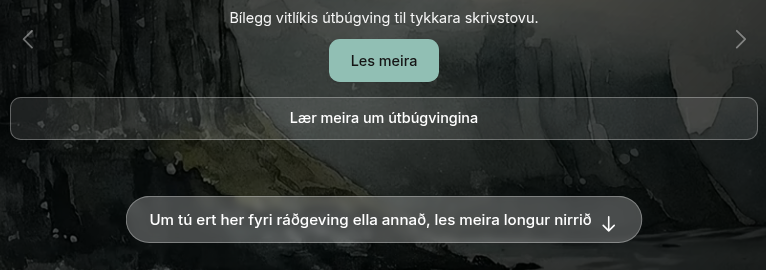 Bílegg vitlíkis útbúgving til tykkara skrivstovu.
Les meira
Lær meira um útbúgvingina
Um tú ert her fyri ráðgeving ella annað, les meira longur nirrið ↓